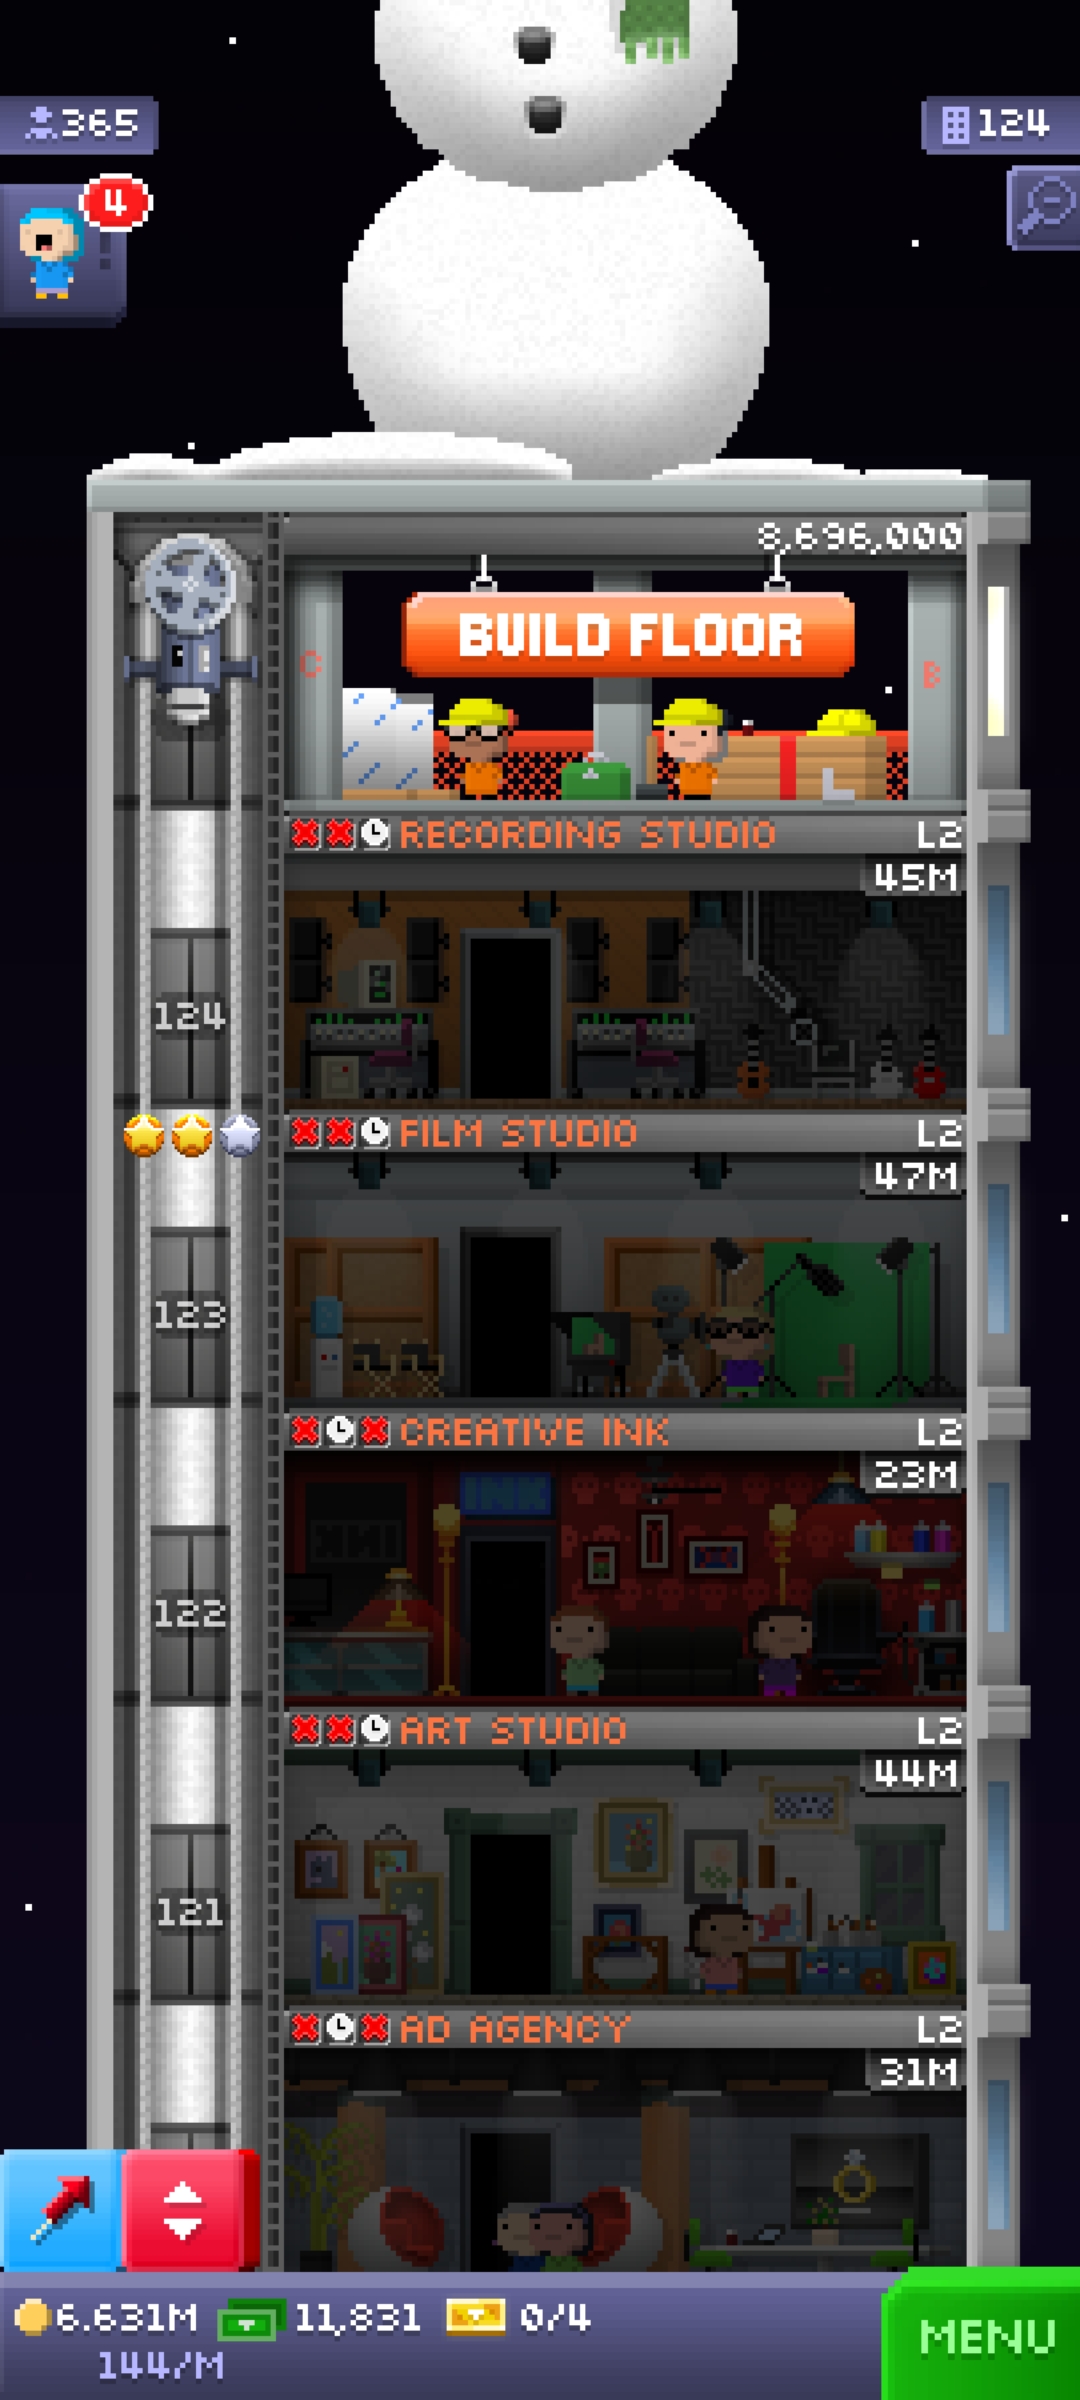 365
124
4
8,696,000
BUILD FLOOR
C
B
RECORDING STUDIO L2
45M
124
FILM STUDIO L2
47M
123
CREATIVE INK L2
23M
INK
122
ART STUDIO L2
44M
121
AD AGENCY L2
31M
6.631M 11,831 0/4
144/M
MENU